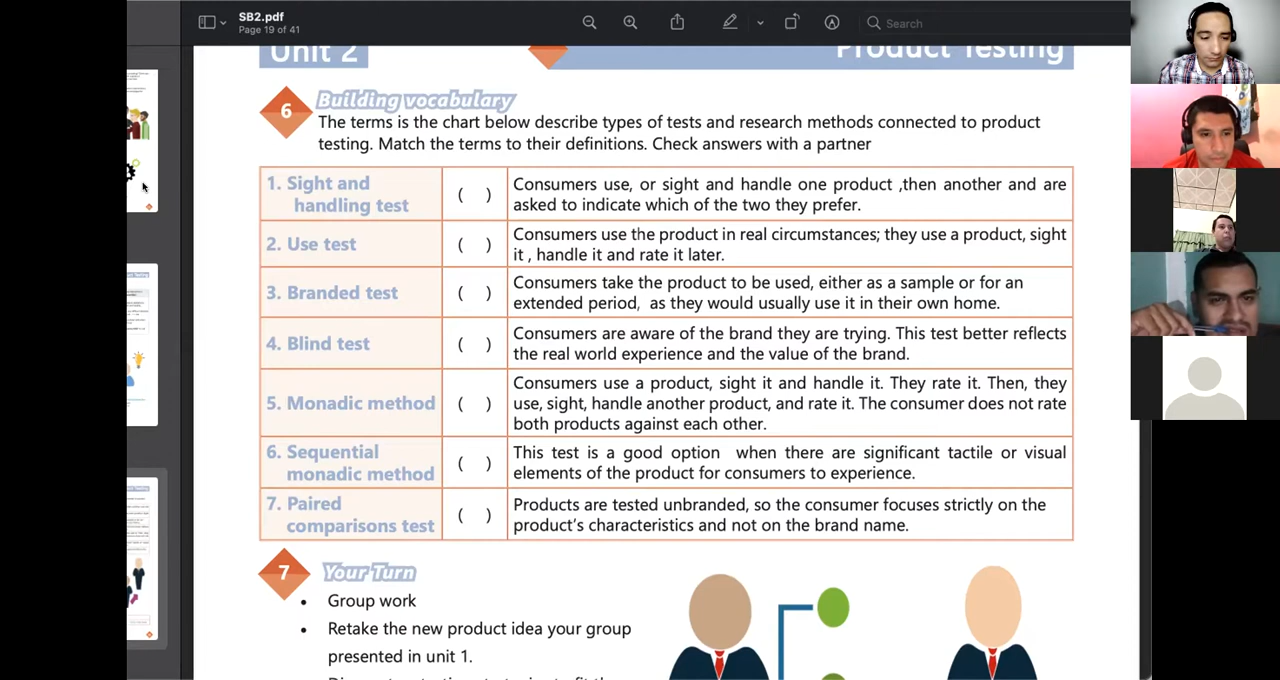 SB2.pdf
Page 19 of 41
Search
Unit 2
Product Testing
6
Building vocabulary
The terms is the chart below describe types of tests and research methods connected to product
testing. Match the terms to their definitions. Check answers with a partner
1. Sight and
handling test
( )
Consumers use, or sight and handle one product ,then another and are
asked to indicate which of the two they prefer.
2. Use test
( )
Consumers use the product in real circumstances; they use a product, sight
it , handle it and rate it later.
3. Branded test
( )
Consumers take the product to be used, either as a sample or for an
extended period, as they would usually use it in their own home.
4. Blind test
( )
Consumers are aware of the brand they are trying. This test better reflects
the real world experience and the value of the brand.
5. Monadic method
( )
Consumers use a product, sight it and handle it. They rate it. Then, they
use, sight, handle another product, and rate it. The consumer does not rate
both products against each other.
6. Sequential
monadic method
( )
This test is a good option when there are significant tactile or visual
elements of the product for consumers to experience.
7. Paired
comparisons test
( )
Product are tested unbranded, so the consumer focuses strictly on the
product's characteristics and not on the brand name.
7
Your Turn
• Group work
• Retake the new product idea your group
presented in unit 1.